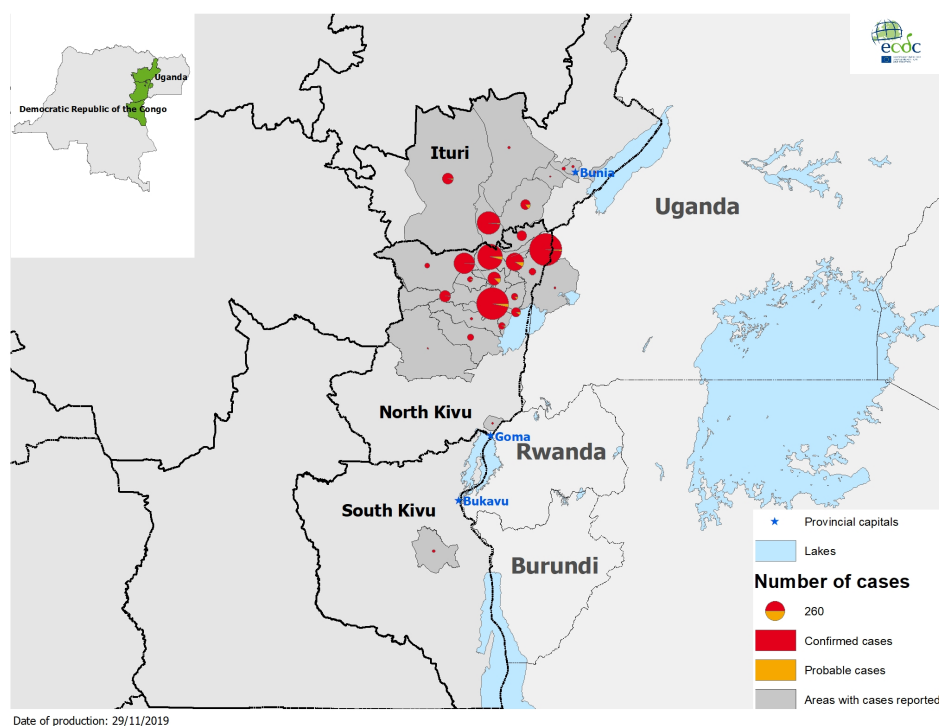 ecdc
Uganda
Democratic Republic of the Congo
Ituri
Bunia
Uganda
North Kivu
Goma
Rwanda
South Kivu
Bukavu
Burundi
Provincial capitals
Lakes
Number of cases
260
Confirmed cases
Probable cases
Areas with cases reported
Date of production: 29/11/2019